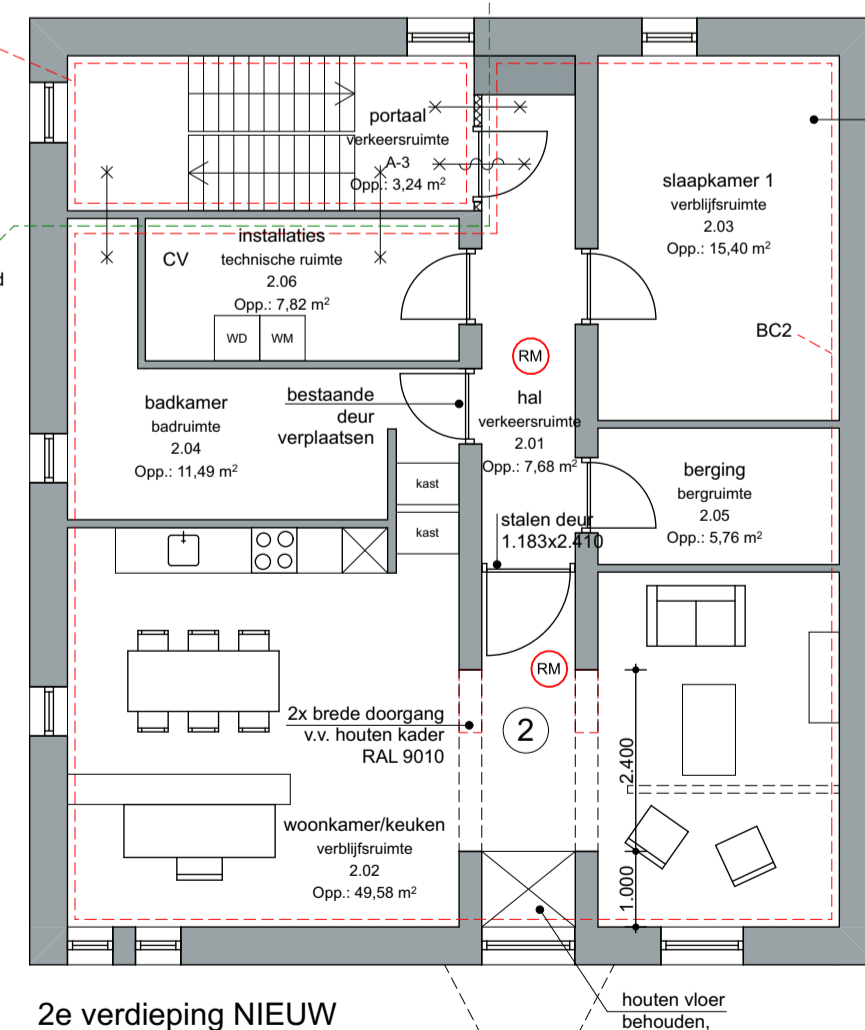 portaal
verkeersruimte
A-3
Opp.: 3,24 m²
slaapkamer 1
verblijfsruimte
2.03
Opp.: 15,40 m²
installaties
technische ruimte
2.06
Opp.: 7,82 m²
CV
WD
WM
d
BC2
RM
badkamer
badruimte
2.04
Opp.: 11,49 m²
bestaande
deur
verplaatsen
hal
verkeersruimte
2.01
Opp.: 7,68 m²
berging
bergruimte
2.05
Opp.: 5,76 m²
kast
kast
stalen deur
1.183x2.410
RM
2x brede doorgang
v.v. houten kader
RAL 9010
2
2.400
woonkamer/keuken
verblijfsruimte
2.02
Opp.: 49,58 m²
1.000
2e verdieping NIEUW
houten vloer
behouden,